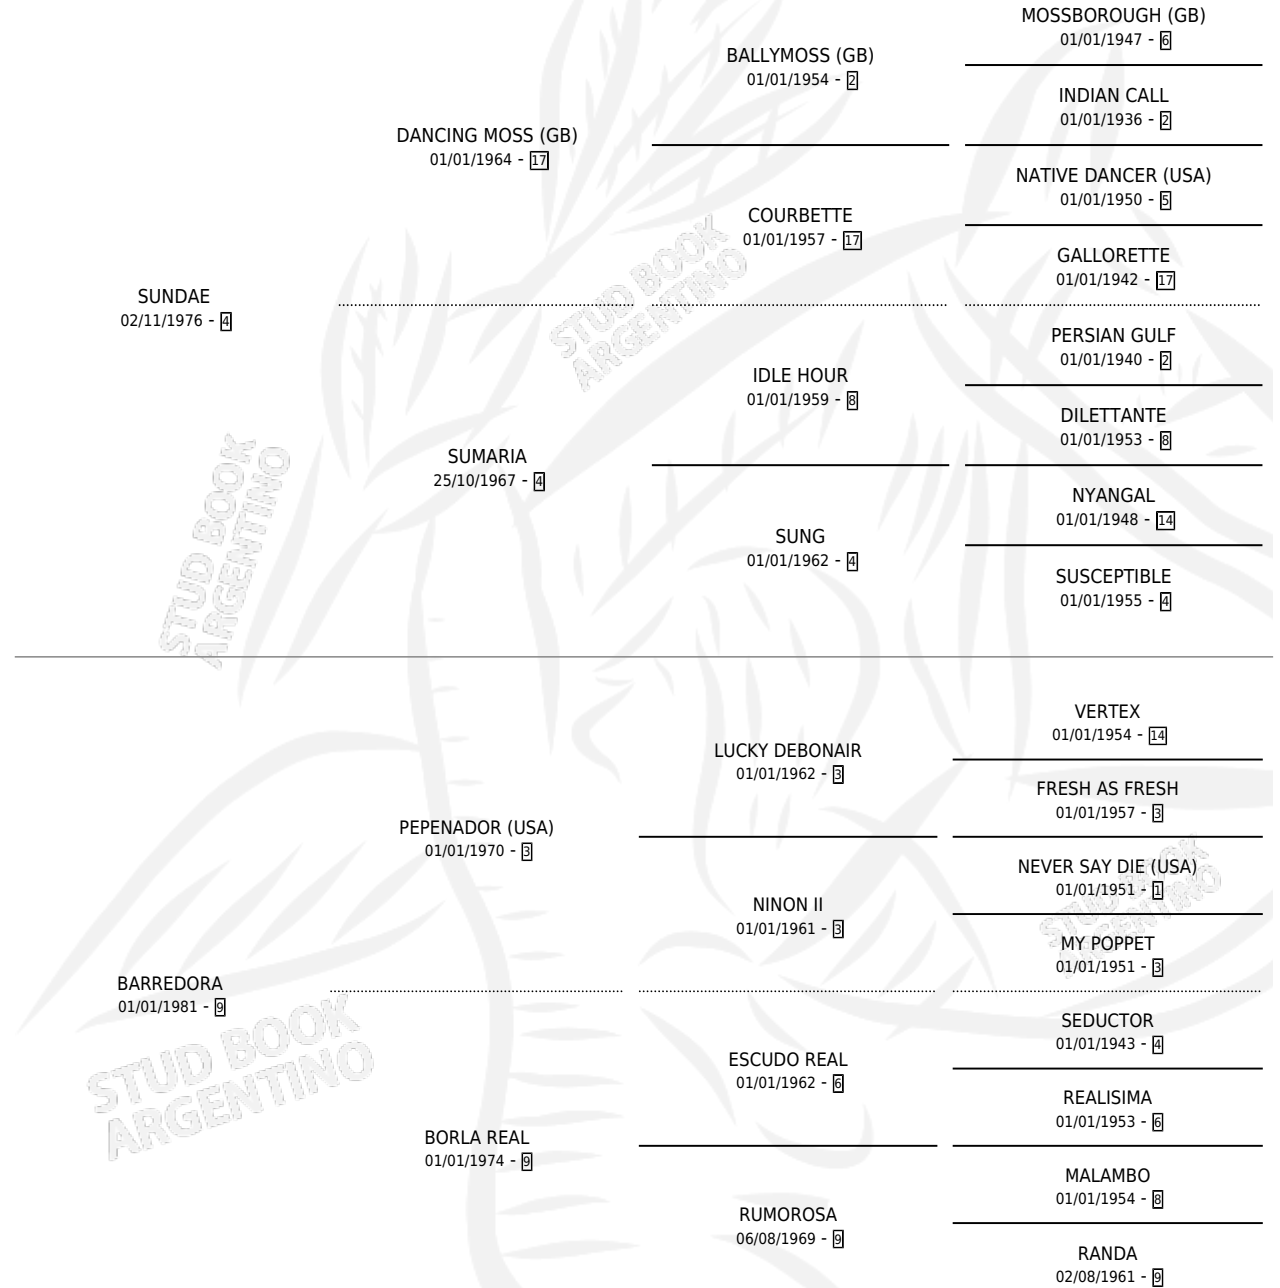 MOSSBOROUGH (GB)
01/01/1947 - 6
BALLYMOSS (GB)
01/01/1954 - 2
INDIAN CALL
01/01/1936 - 2
DANCING MOSS (GB)
01/01/1964 - 17
NATIVE DANCER (USA)
01/01/1950 - 5
COURBETTE
01/01/1957 - 17
GALLORETTE
01/01/1942 - 17
SUNDAE
02/11/1976 - 4
STUD BOOK
ARGENTINO
PERSIAN GULF
01/01/1940 - 2
IDLE HOUR
01/01/1959 - 8
DILETTANTE
01/01/1953 - 8
SUMARIA
25/10/1967 - 4
NYANGAL
01/01/1948 - 14
SUNG
01/01/1962 - 4
SUSCEPTIBLE
01/01/1955 - 4
STUD BOOK
ARGENTINO
VERTEX
01/01/1954 - 14
LUCKY DEBONAIR
01/01/1962 - 3
FRESH AS FRESH
01/01/1957 - 3
PEPENADOR (USA)
01/01/1970 - 3
NEVER SAY DIE (USA)
01/01/1951 - 1
NINON II
01/01/1961 - 3
MY POPPET
01/01/1951 - 3
STUD BOOK
ARGENTINO
BARREDORA
01/01/1981 - 9
SEDUCTOR
01/01/1943 - 4
ESCUDO REAL
01/01/1962 - 6
REALISIMA
01/01/1953 - 6
STUD BOOK
ARGENTINO
BORLA REAL
01/01/1974 - 9
MALAMBO
01/01/1954 - 8
RUMOROSA
06/08/1969 - 9
RANDA
02/08/1961 - 9